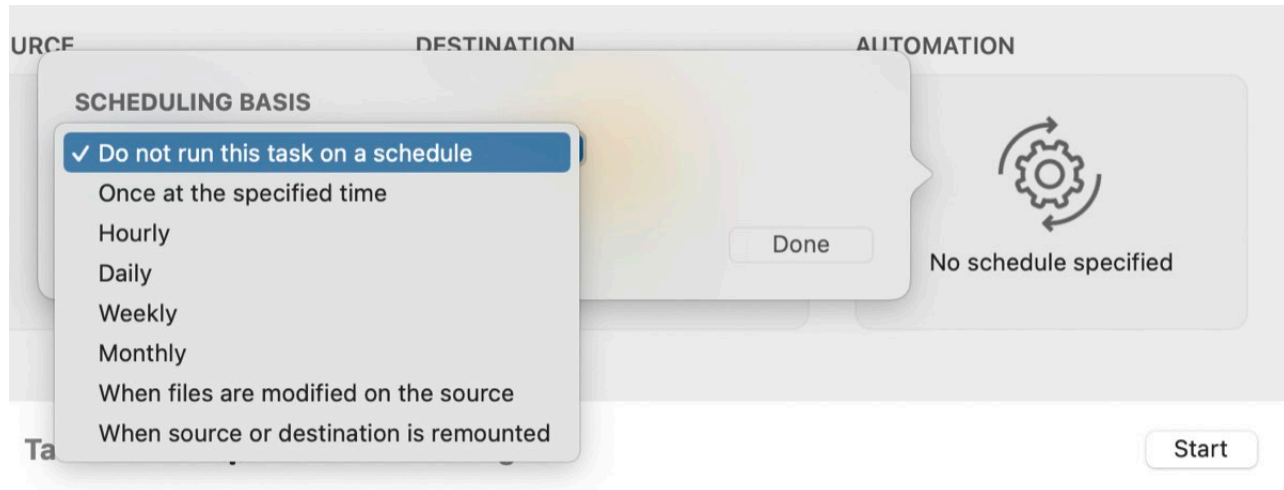 DESTINATION
AUTOMATION
SCHEDULING BASIS
✓ Do not run this task on a schedule
Once at the specified time
Hourly
Daily
Weekly
Monthly
When files are modified on the source
When source or destination is remounted
Done
No schedule specified
Start